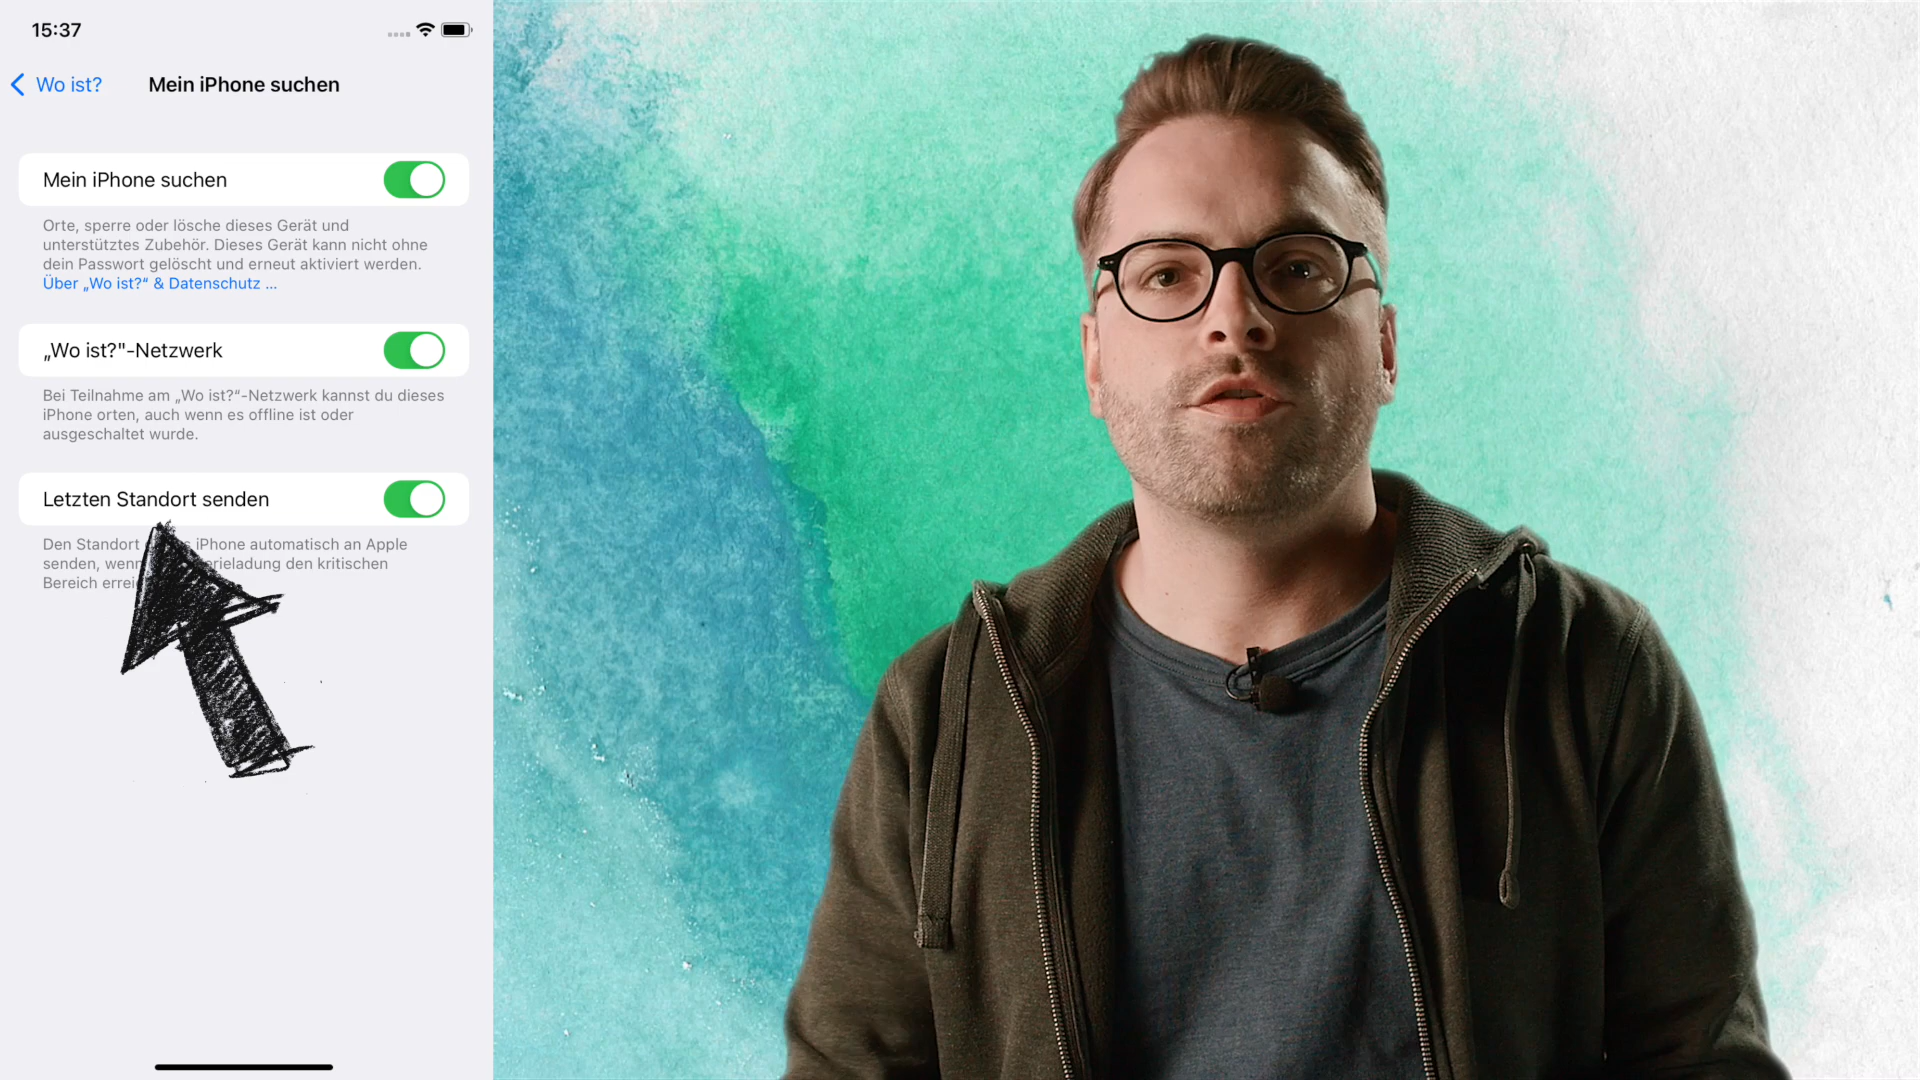 15:37
Wo ist?
Mein iPhone suchen
Mein iPhone suchen
Orte, sperre oder lösche dieses Gerät und
unterstütztes Zubehör. Dieses Gerät kann nicht ohne
dein Passwort gelöscht und erneut aktiviert werden.
Über „Wo ist?“ & Datenschutz ...
„Wo ist?"-Netzwerk
Bei Teilnahme am „Wo ist?“-Netzwerk kannst du dieses
iPhone orten, auch wenn es offline ist oder
ausgeschaltet wurde.
Letzten Standort senden
Den Standort iPhone automatisch an Apple
senden, wenn den kritischen
Bereich